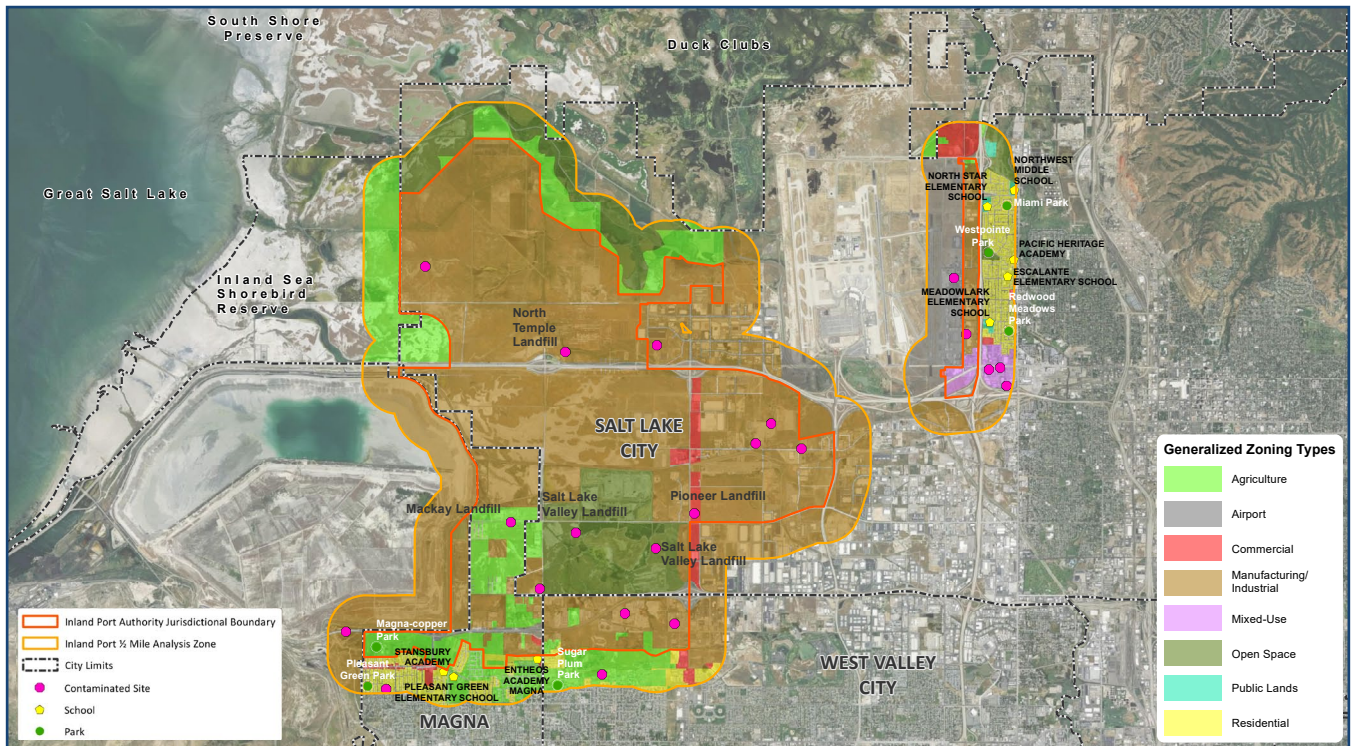 South Shore
Preserve
Duck Clubs
Great Salt Lake
Inland Sea
Shorebird
Reserve
NORTHWEST
MIDDLE
SCHOOL
NORTH STAR
ELEMENTARY
SCHOOL
Miami Park
Westpointe
Park
PACIFIC HERITAGE
ACADEMY
ESCALANTE
ELEMENTARY SCHOOL
MEADOWLARK
ELEMENTARY
SCHOOL
Redwood
Meadows
Park
North
Temple
Landfill
SALT LAKE
CITY
Mackay Landfill
Salt Lake
Valley Landfill
Pioneer Landfill
Salt Lake
Valley Landfill
Magna-copper
Park
STANSBURY
ACADEMY
Pleasant
Green Park
PLEASANT GREEN
ELEMENTARY SCHOOL
ENTHEOS
ACADEMY
MAGNA
Sugar
Plum
Park
MAGNA
WEST VALLEY
CITY
Inland Port Authority Jurisdictional Boundary
Inland Port ½ Mile Analysis Zone
City Limits
Contaminated Site
School
Park
Generalized Zoning Types
Agriculture
Airport
Commercial
Manufacturing/
Industrial
Mixed-Use
Open Space
Public Lands
Residential